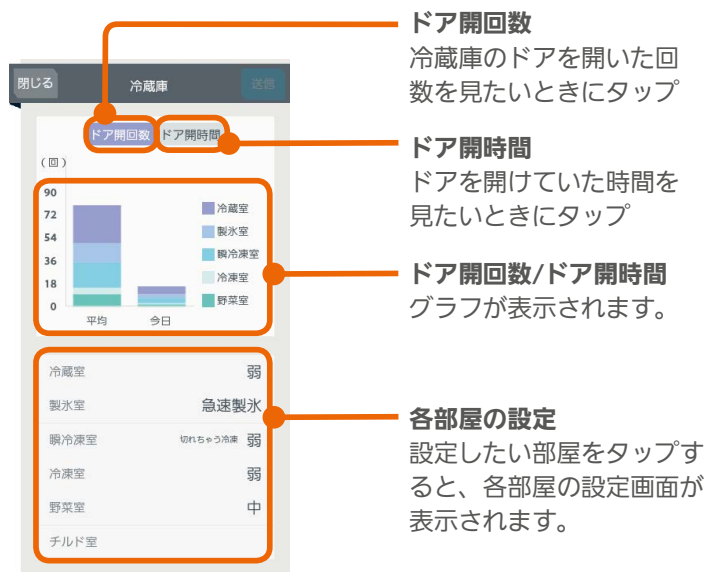 閉じる
冷蔵庫
送信
ドア開回数
ドア開時間
(回)
90
72
54
36
18
0
平均
今日
冷蔵室
製氷室
瞬冷凍室
冷凍室
野菜室
冷蔵室 弱
製氷室 急速製氷
瞬冷凍室 切れちゃう冷凍 弱
冷凍室 弱
野菜室 中
チルド室
ドア開回数
冷蔵庫のドアを開いた回
数を見たいときにタップ
ドア開時間
ドアを開けていた時間を
見たいときにタップ
ドア開回数/ドア開時間
グラフが表示されます。
各部屋の設定
設定したい部屋をタップす
ると、各部屋の設定画面が
表示されます。